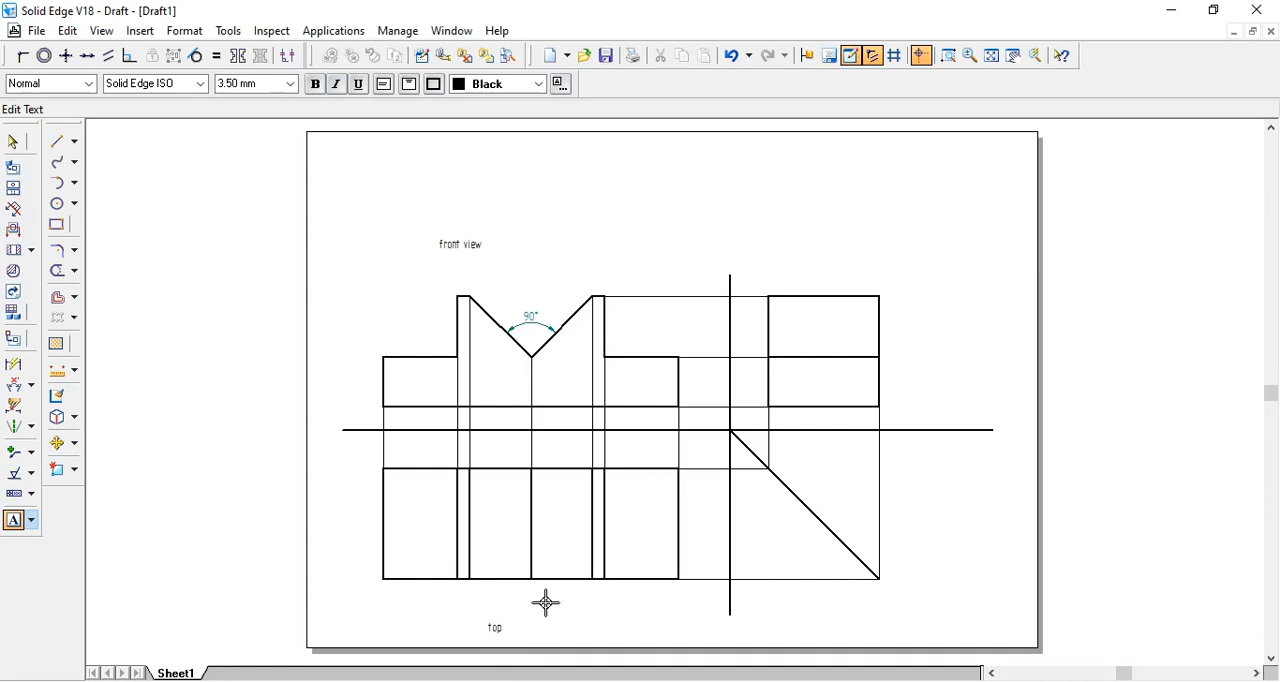 Solid Edge V18 - Draft - [Draft1]
File Edit View Insert Format Tools Inspect Applications Manage Window Help
Normal Solid Edge ISO 3.50 mm B I U Black A...
Edit Text
front view
90°
A
top
Sheet1